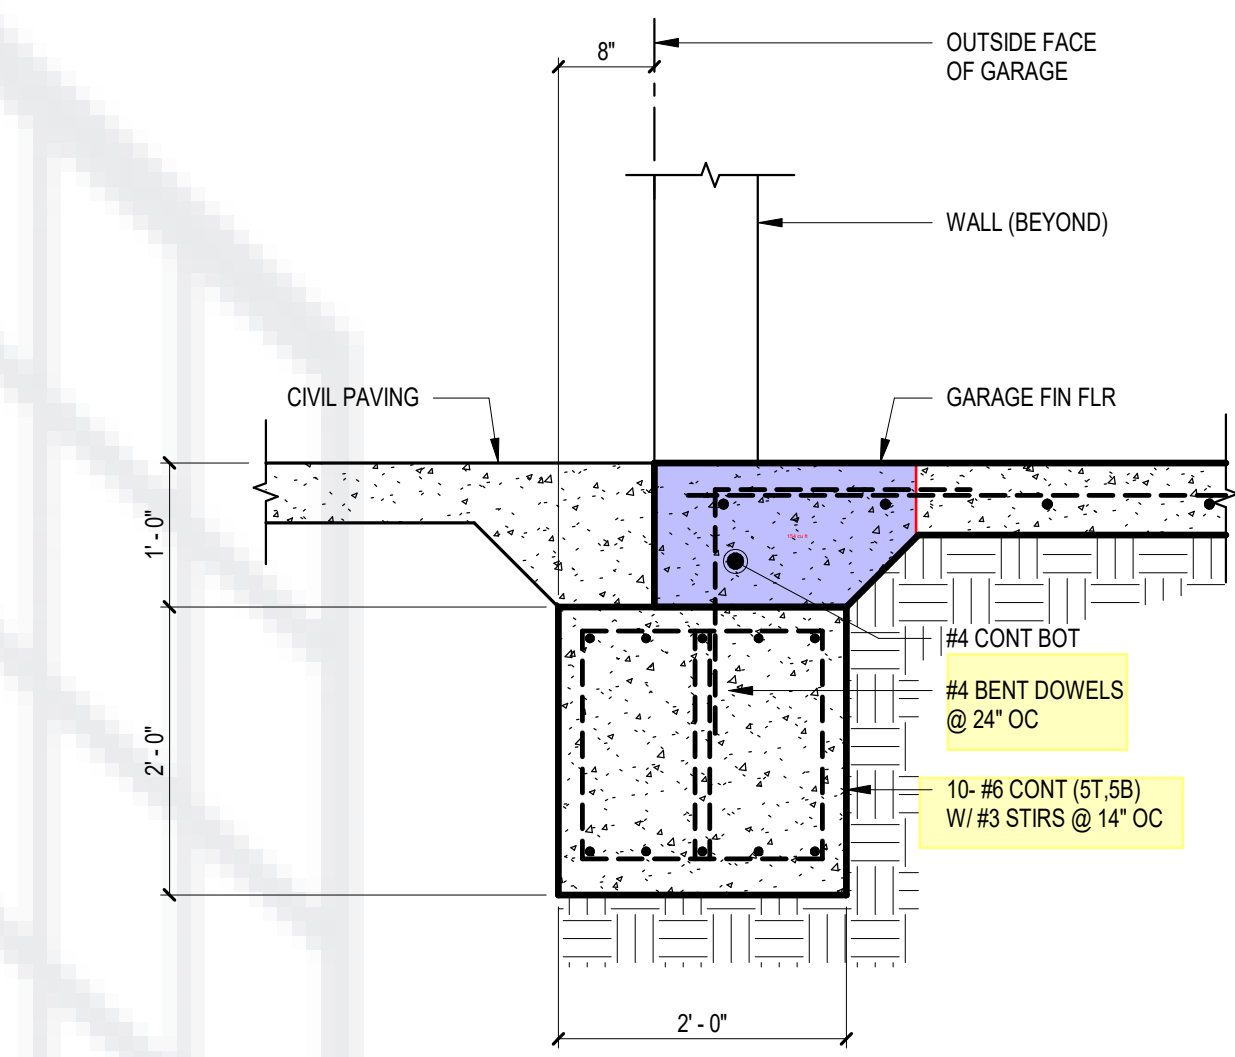 8"
OUTSIDE FACE
OF GARAGE
WALL (BEYOND)
CIVIL PAVING
GARAGE FIN FLR
1' - 0"
#4 CONT BOT
#4 BENT DOWELS
@ 24" OC
2' - 0"
10- #6 CONT (5T,5B)
W/ #3 STIRS @ 14" OC
2' - 0"